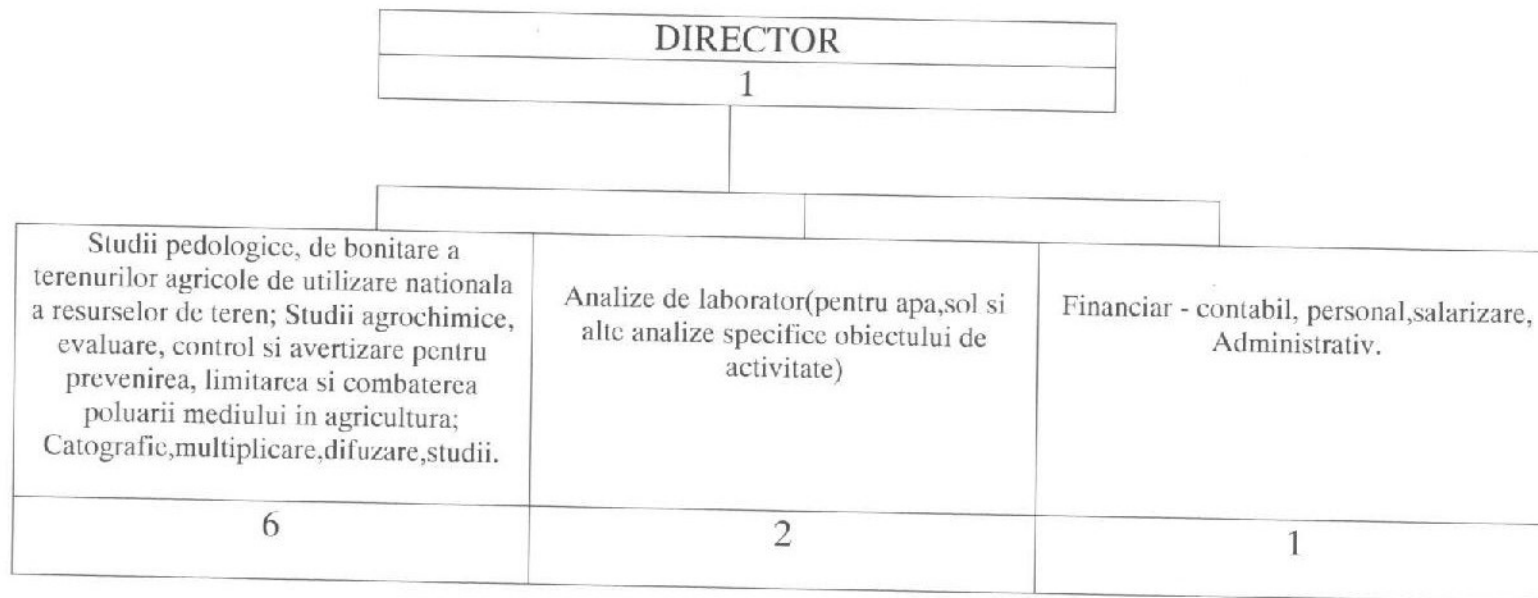 DIRECTOR
1
Studii pedologice, de bonitare a
terenurilor agricole de utilizare nationala
a resurselor de teren; Studii agrochimice,
evaluare, control si avertizare pentru
prevenirea, limitarea si combaterea
poluarii mediului in agricultura;
Catografie,multiplicare,difuzare,studii.
6
Analize de laborator(pentru apa,sol si
alte analize specifice obiectului de
activitate)
2
Financiar - contabil, personal,salarizare,
Administrativ.
1